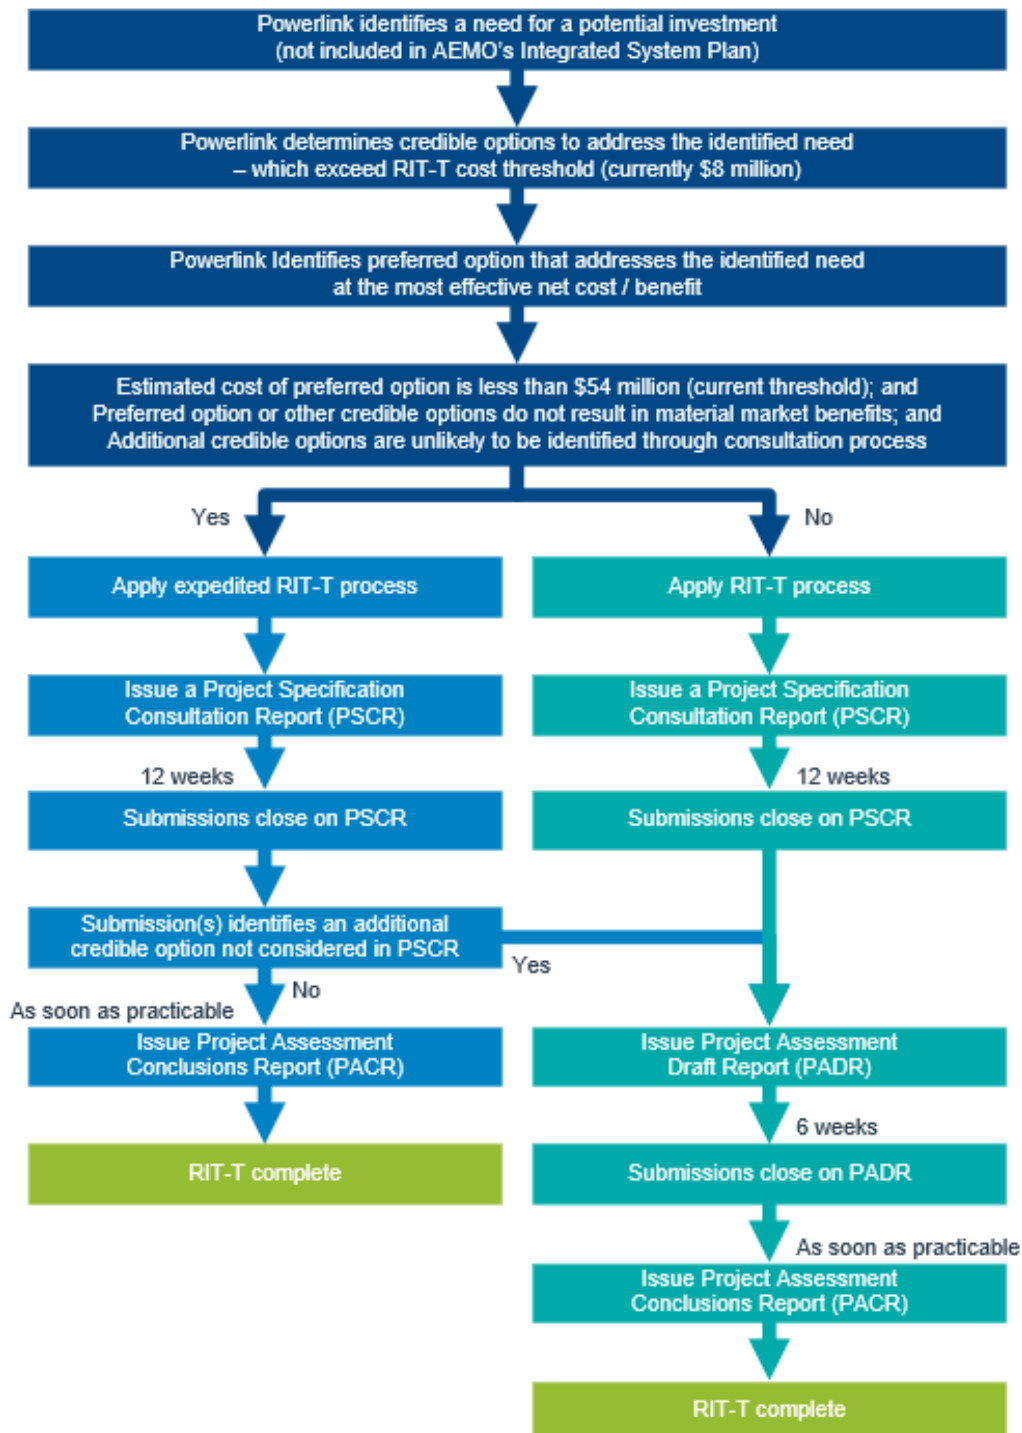 Powerlink identifies a need for a potential investment
(not included in AEMO's Integrated System Plan)
Powerlink determines credible options to address the identified need
– which exceed RIT-T cost threshold (currently $8 million)
Powerlink Identifies preferred option that addresses the identified need
at the most effective net cost / benefit
Estimated cost of preferred option is less than $54 million (current threshold); and
Preferred option or other credible options do not result in material market benefits; and
Additional credible options are unlikely to be identified through consultation process
Yes
No
Apply expedited RIT-T process
Apply RIT-T process
Issue a Project Specification
Consultation Report (PSCR)
Issue a Project Specification
Consultation Report (PSCR)
12 weeks
12 weeks
Submissions close on PSCR
Submissions close on PSCR
Submission(s) identifies an additional
credible option not considered in PSCR
Yes
No
As soon as practicable
Issue Project Assessment
Conclusions Report (PACR)
Issue Project Assessment
Draft Report (PADR)
6 weeks
RIT-T complete
Submissions close on PADR
As soon as practicable
Issue Project Assessment
Conclusions Report (PACR)
RIT-T complete